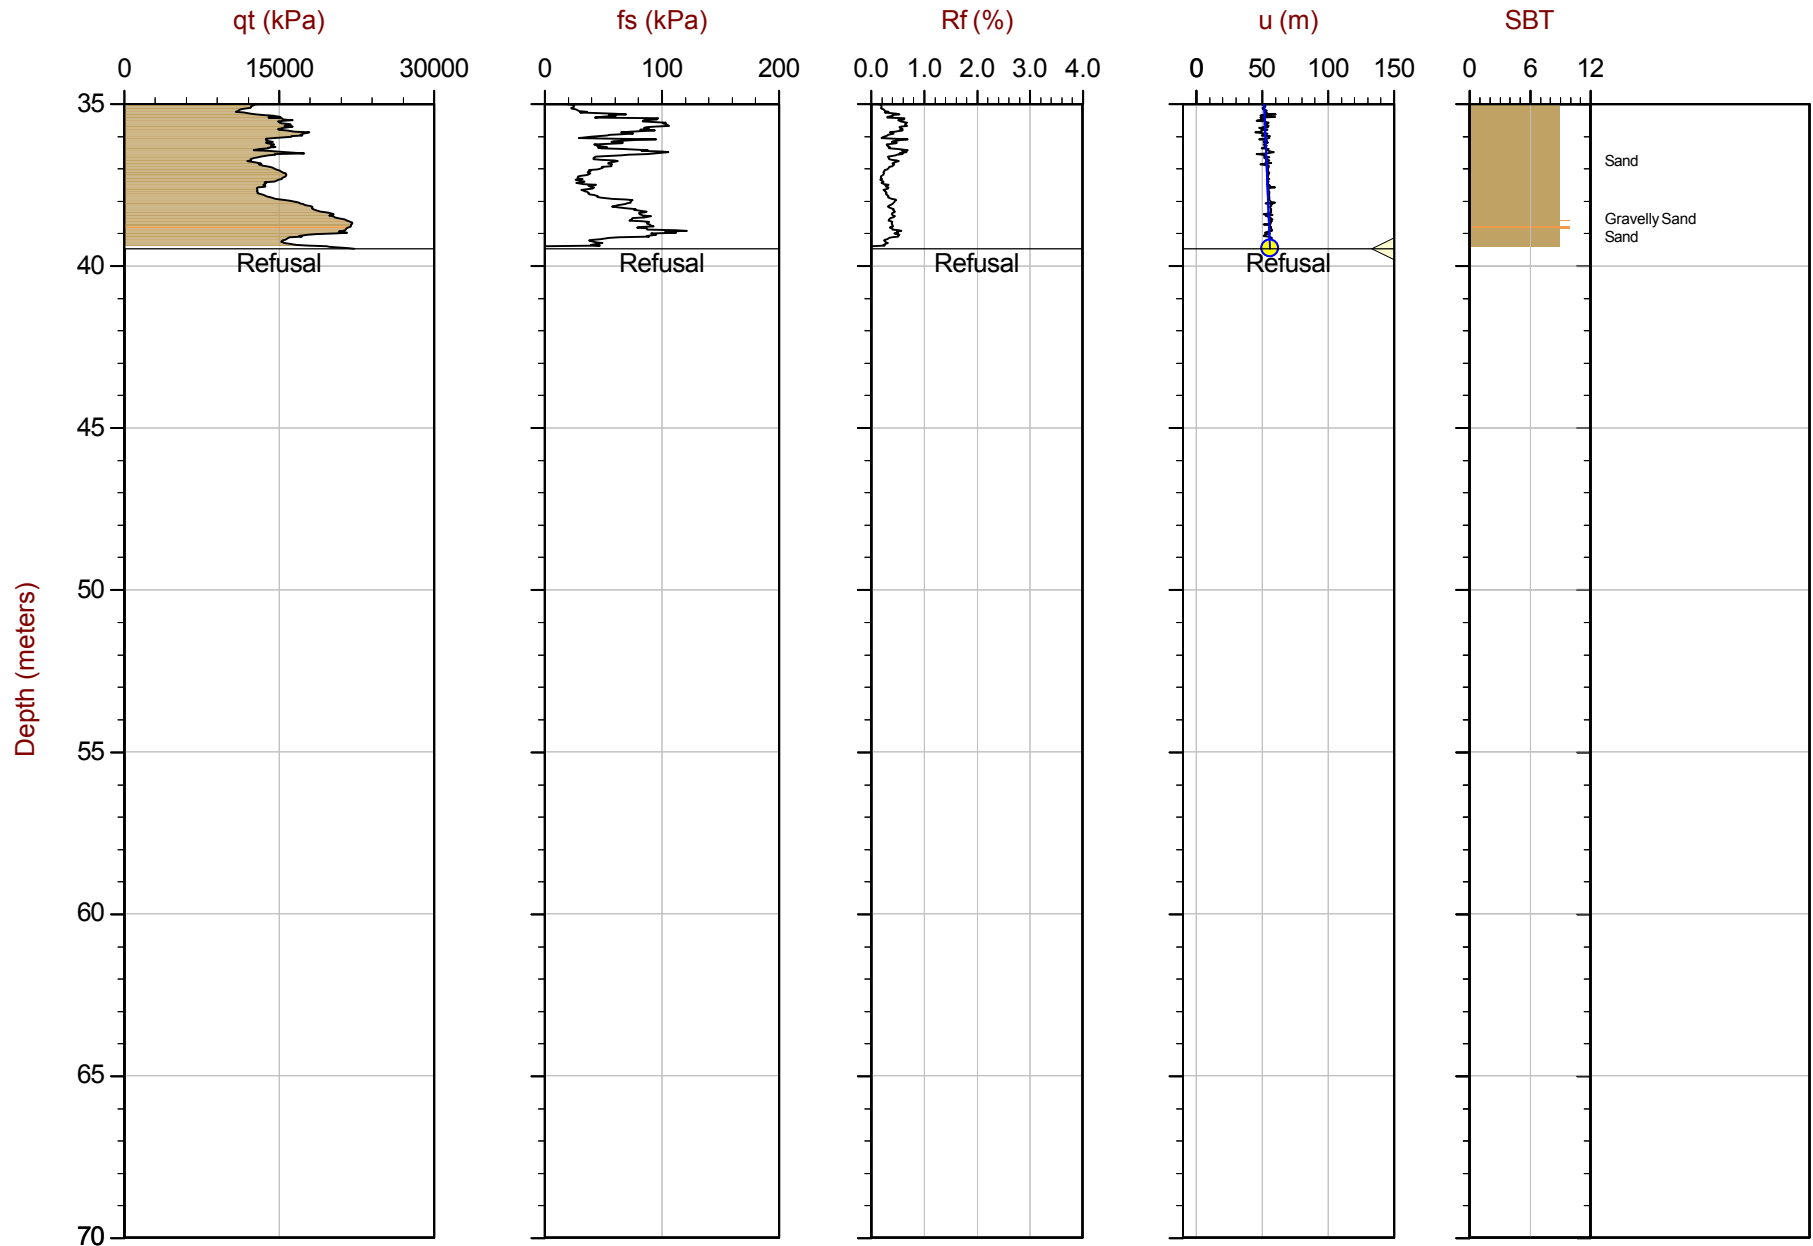 qt (kPa) fs (kPa) Rf (%) u (m) SBT
0 15000 30000 0 100 200 0.0 1.0 2.0 3.0 4.0 0 50 100 150 0 6 12
35
Sand
Gravelly Sand
Sand
40
Refusal Refusal Refusal Refusal
45
50
55
60
65
70
Depth (meters)